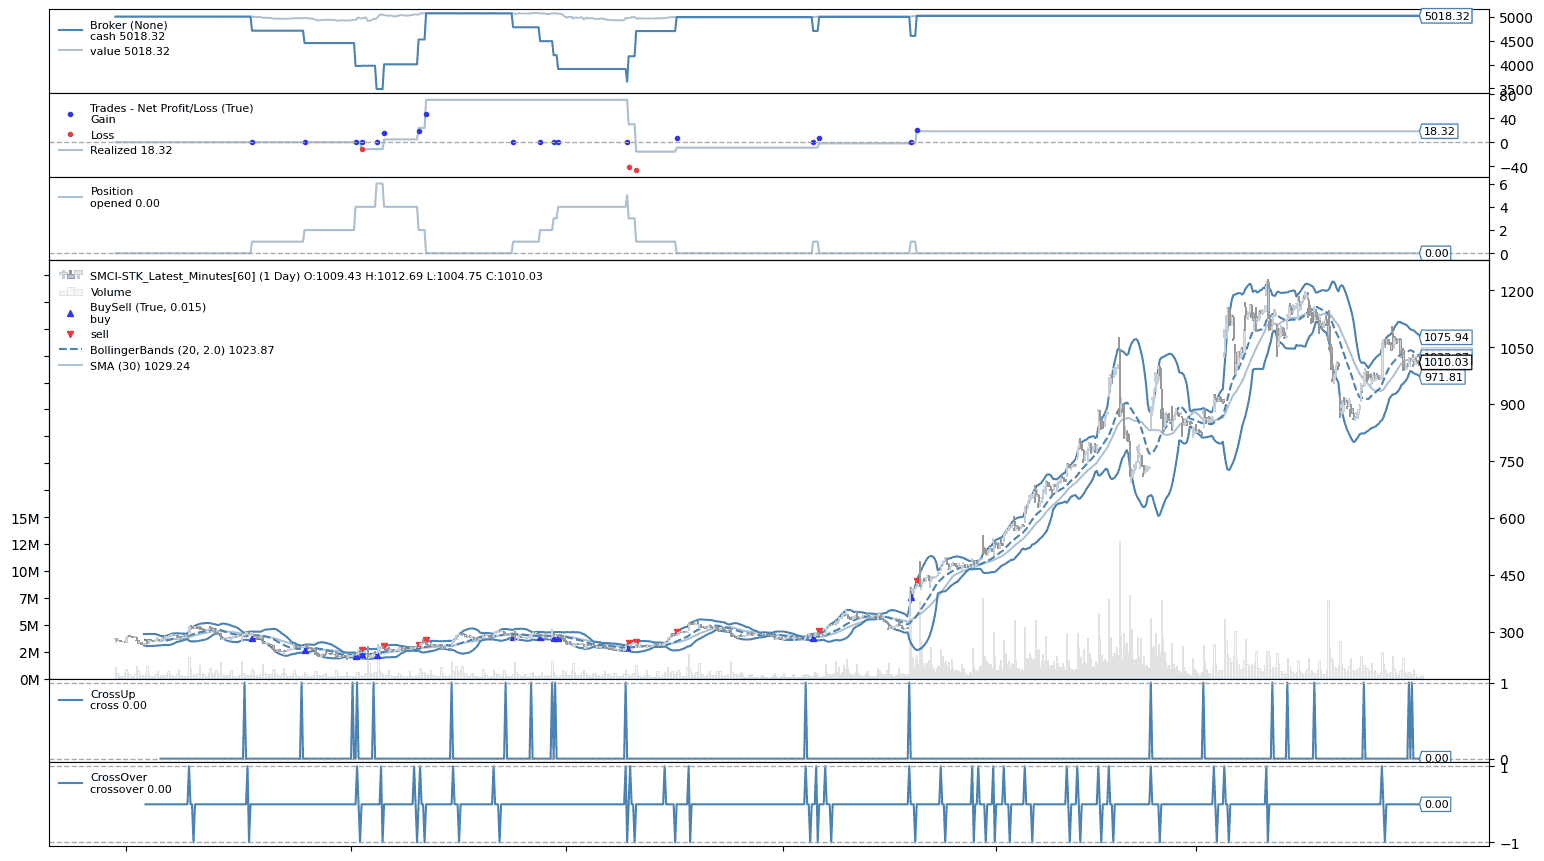 Broker (None)
cash 5018.32
value 5018.32
5018.32
5000
4500
4000
3500
Trades - Net Profit/Loss (True)
Gain
Loss
Realized 18.32
18.32
80
40
0
−40
Position
opened 0.00
0.00
6
4
2
0
SMCI-STK_Latest_Minutes[60] (1 Day) O:1009.43 H:1012.69 L:1004.75 C:1010.03
Volume
BuySell (True, 0.015)
buy
sell
BollingerBands (20, 2.0) 1023.87
SMA (30) 1029.24
1075.94
1010.03
971.81
1200
1050
900
750
600
450
300
15M
12M
10M
7M
5M
2M
0M
CrossUp
cross 0.00
0.00
1
0
CrossOver
crossover 0.00
0.00
1
−1